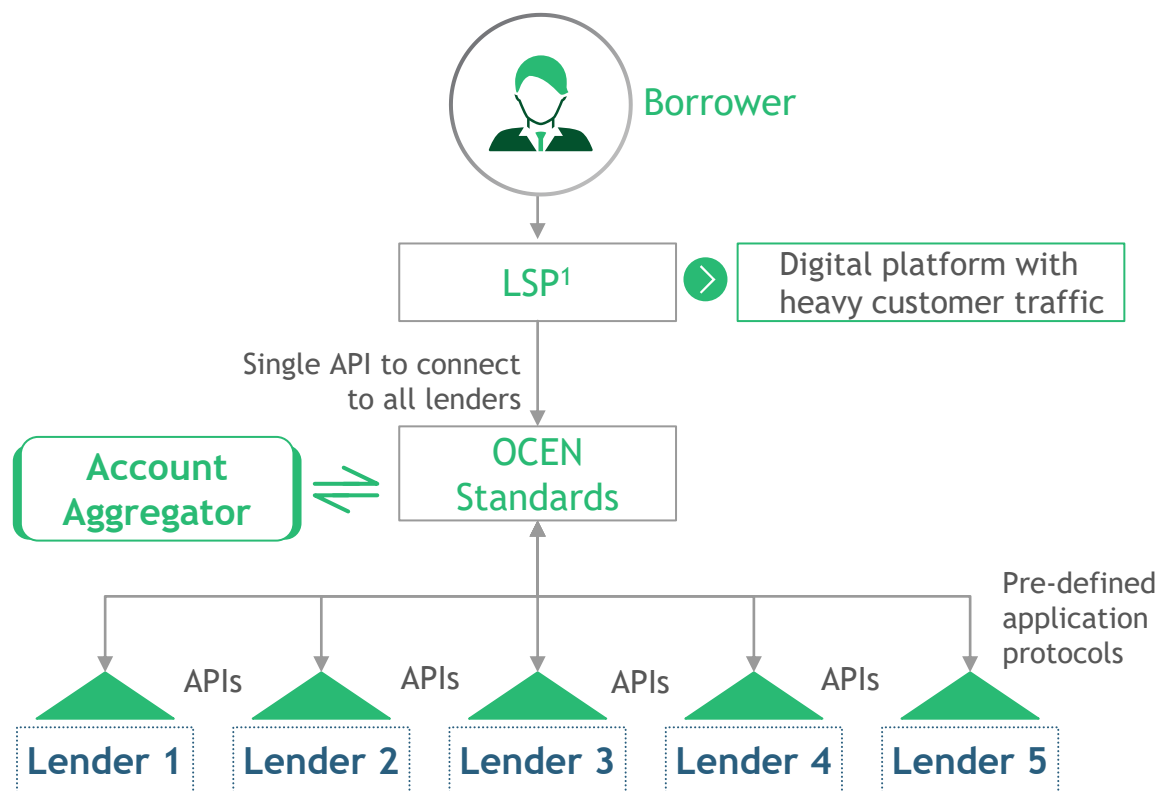 Borrower
LSP¹
Digital platform with
heavy customer traffic
Single API to connect
to all lenders
Account
Aggregator
OCEN
Standards
Pre-defined
application
protocols
APIs
APIs
APIs
APIs
Lender 1
Lender 2
Lender 3
Lender 4
Lender 5